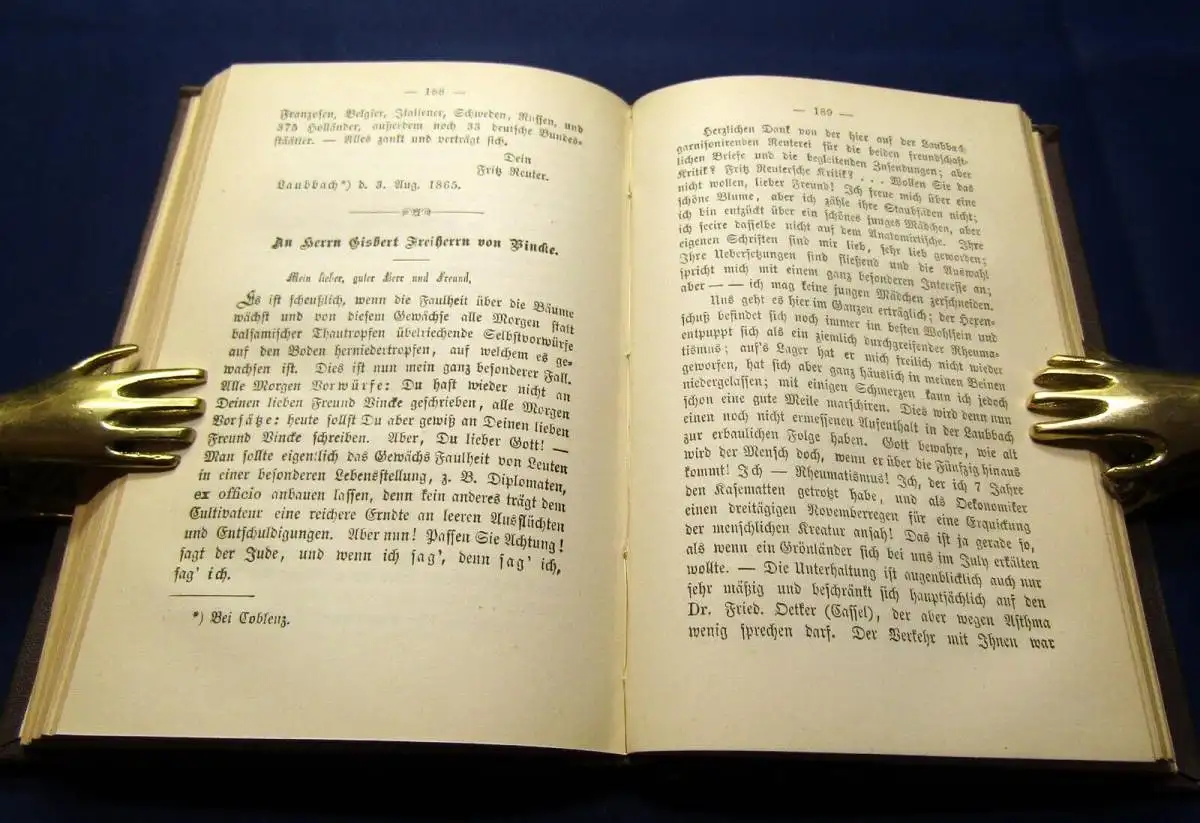 — 188 —
Franzosen, Belgier, Italiener, Schweden, Russen, und
375 Holländer, außerdem noch 33 deutsche Bundes-
stäätler. — Alles zankt und verträgt sich.
Dein
Fritz Reuter.
Laubbach*) d. 3. Aug. 1865.
An Herrn Gisbert Freiherrn von Vincke.
Mein lieber, guter Herr und Freund,
Es ist scheußlich, wenn die Faulheit über die Bäume
wächst und von diesem Gewächse alle Morgen statt
balsamischer Thautropfen übelriechende Selbstvorwürfe
auf den Boden herniedertropfen, auf welchem es ge-
wachsen ist. Dies ist nun mein ganz besonderer Fall.
Alle Morgen Vorwürfe: Du hast wieder nicht an
Deinen lieben Freund Vincke geschrieben, alle Morgen
Vorsätze: heute sollst Du aber gewiß an Deinen lieben
Freund Vincke schreiben. Aber, Du lieber Gott! —
Man sollte eigentlich das Gewächs Faulheit von Leuten
in einer besonderen Lebensstellung, z. B. Diplomaten,
ex officio anbauen lassen, denn kein anderes trägt dem
Cultivateur eine reichere Erndte an leeren Ausflüchten
und Entschuldigungen. Aber nun! Passen Sie Achtung!
sagt der Jude, und wenn ich sag', denn sag' ich,
sag' ich.
*) Bei Coblenz.
— 189 —
Herzlichen Dank von der hier auf der Laubbach
garnisonirenden Reuterei für die beiden freundschaft-
lichen Briefe und die begleitenden Zusendungen; aber
Kritik? Fritz Reutersche Kritik? . . . Wollen Sie das
nicht wollen, lieber Freund! Ich freue mich über eine
schöne Blume, aber ich zähle ihre Staubfäden nicht;
ich bin entzückt über ein schönes junges Mädchen, aber
ich secire dasselbe nicht auf dem Anatomirtische. Ihre
eigenen Schriften sind mir lieb, sehr lieb geworden;
Ihre Uebersetzungen sind fließend und die Auswahl
spricht mich mit einem ganz besonderen Interesse an;
aber — — ich mag keine jungen Mädchen zerschneiden.
Uns geht es hier im Ganzen erträglich; der Hexen-
schuß befindet sich noch immer im besten Wohlsein und
entpuppt sich als ein ziemlich durchgreifender Rheuma-
tismus; auf's Lager hat er mich freilich nicht wieder
geworfen, hat sich aber ganz häuslich in meinen Beinen
niedergelassen; mit einigen Schmerzen kann ich jedoch
schon eine gute Meile marschiren. Dies wird denn nun
einen noch nicht ermessenen Aufenthalt in der Laubbach
zur erbaulichen Folge haben. Gott bewahre, wie alt
wird der Mensch doch, wenn er über die Fünfzig hinaus
kommt! Ich — Rheumatismus! Ich, der ich 7 Jahre
den Kasematten getrotzt habe, und als Oekonomiker
einen dreitägigen Novemberregen für eine Erquickung
der menschlichen Kreatur ansah! Das ist ja gerade so,
als wenn ein Grönländer sich bei uns im July erkälten
wollte. — Die Unterhaltung ist augenblicklich auch nur
sehr mäßig und beschränkt sich hauptsächlich auf den
Dr. Fried. Oetker (Cassel), der aber wegen Asthma
wenig sprechen darf. Der Verkehr mit Ihnen war